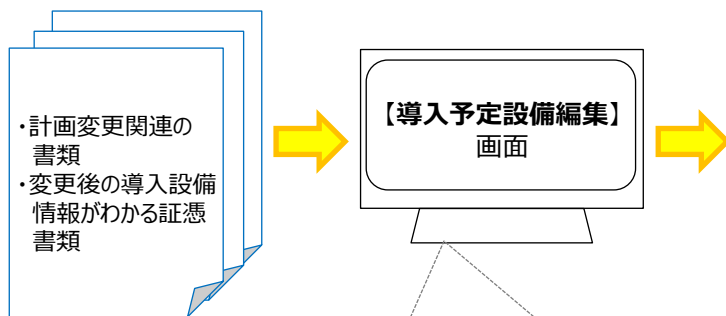 ・計画変更関連の
書類
・変更後の導入設備
情報がわかる証憑
書類
【導入予定設備編集】
画面